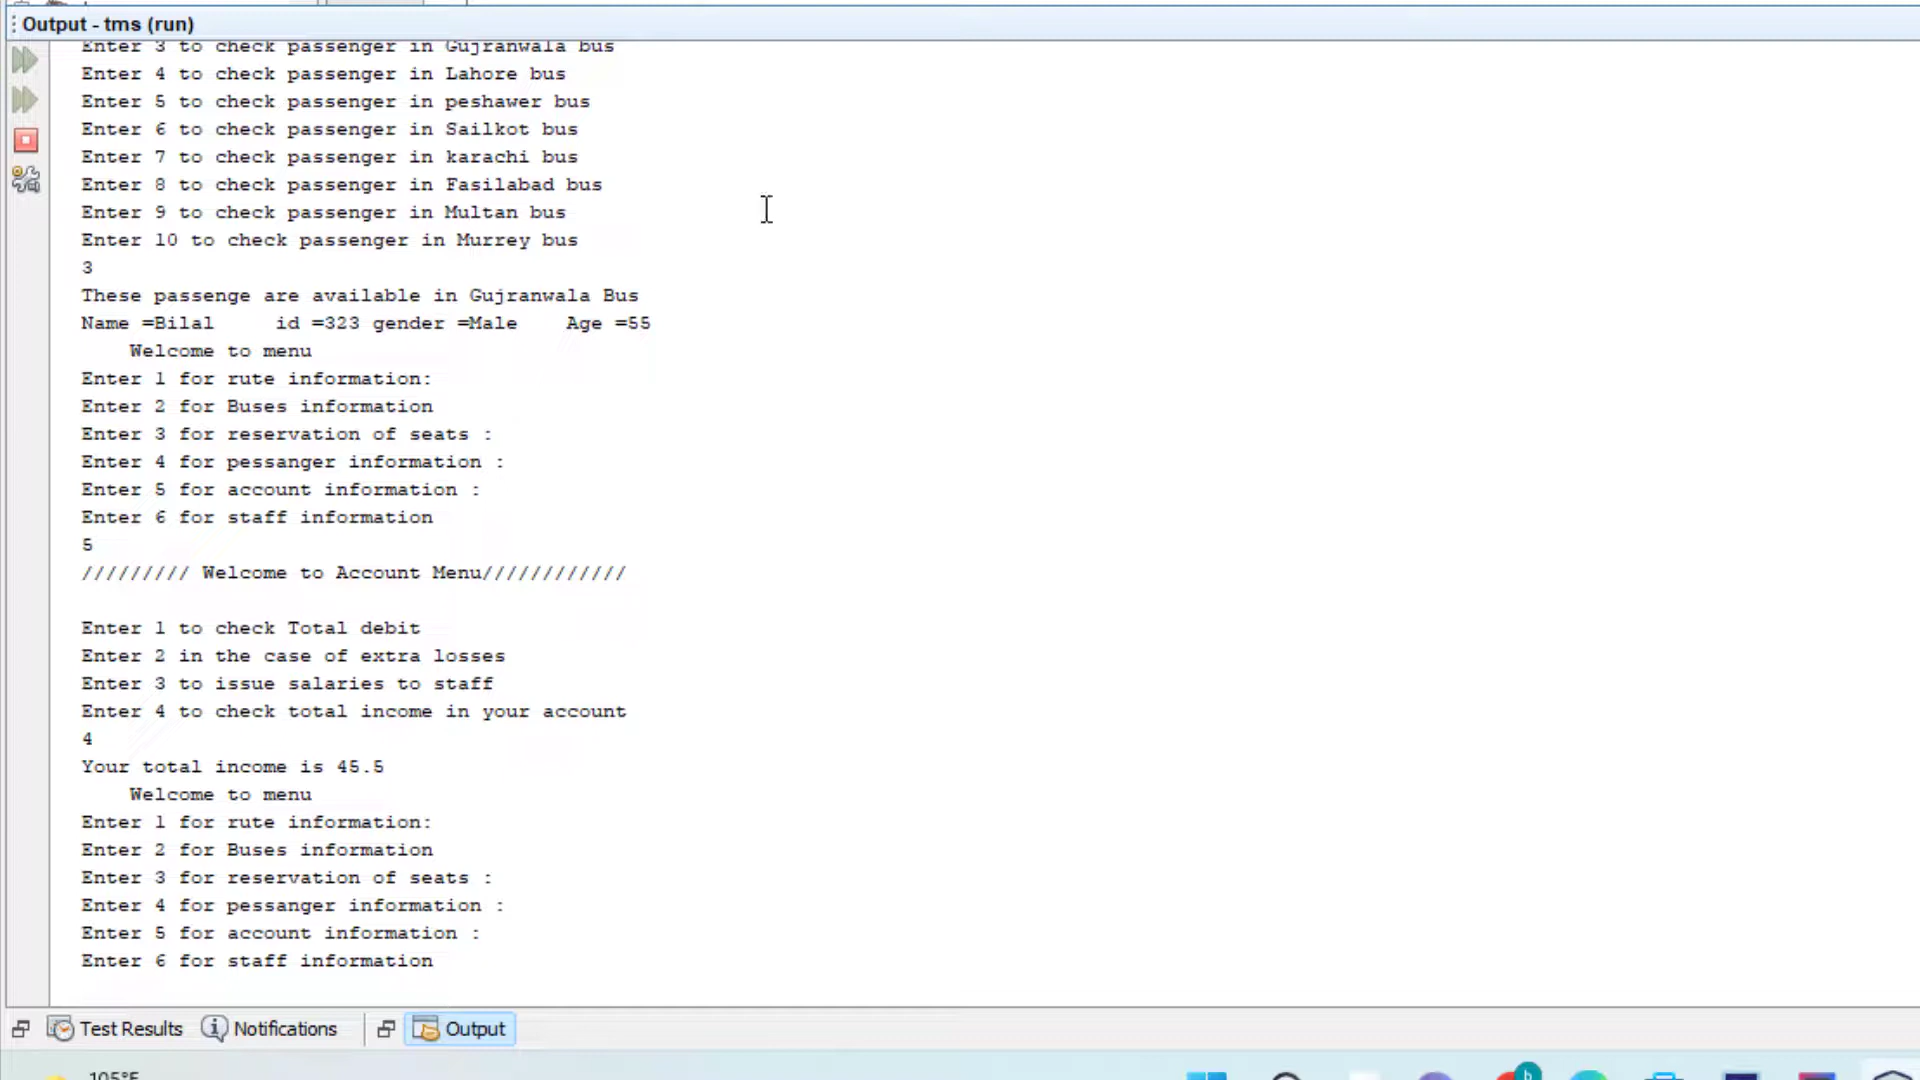 Output - tms (run)
Enter 3 to check passenger in Gujranwala bus
Enter 4 to check passenger in Lahore bus
Enter 5 to check passenger in peshawer bus
Enter 6 to check passenger in Sailkot bus
Enter 7 to check passenger in karachi bus
Enter 8 to check passenger in Fasilabad bus
Enter 9 to check passenger in Multan bus
Enter 10 to check passenger in Murrey bus
3
These passenge are available in Gujranwala Bus
Name =Bilal     id =323 gender =Male    Age =55
    Welcome to menu
Enter 1 for rute information:
Enter 2 for Buses information
Enter 3 for reservation of seats :
Enter 4 for pessanger information :
Enter 5 for account information :
Enter 6 for staff information
5
///////// Welcome to Account Menu////////////
Enter 1 to check Total debit
Enter 2 in the case of extra losses
Enter 3 to issue salaries to staff
Enter 4 to check total income in your account
4
Your total income is 45.5
    Welcome to menu
Enter 1 for rute information:
Enter 2 for Buses information
Enter 3 for reservation of seats :
Enter 4 for pessanger information :
Enter 5 for account information :
Enter 6 for staff information
Test Results Notifications Output
105°F